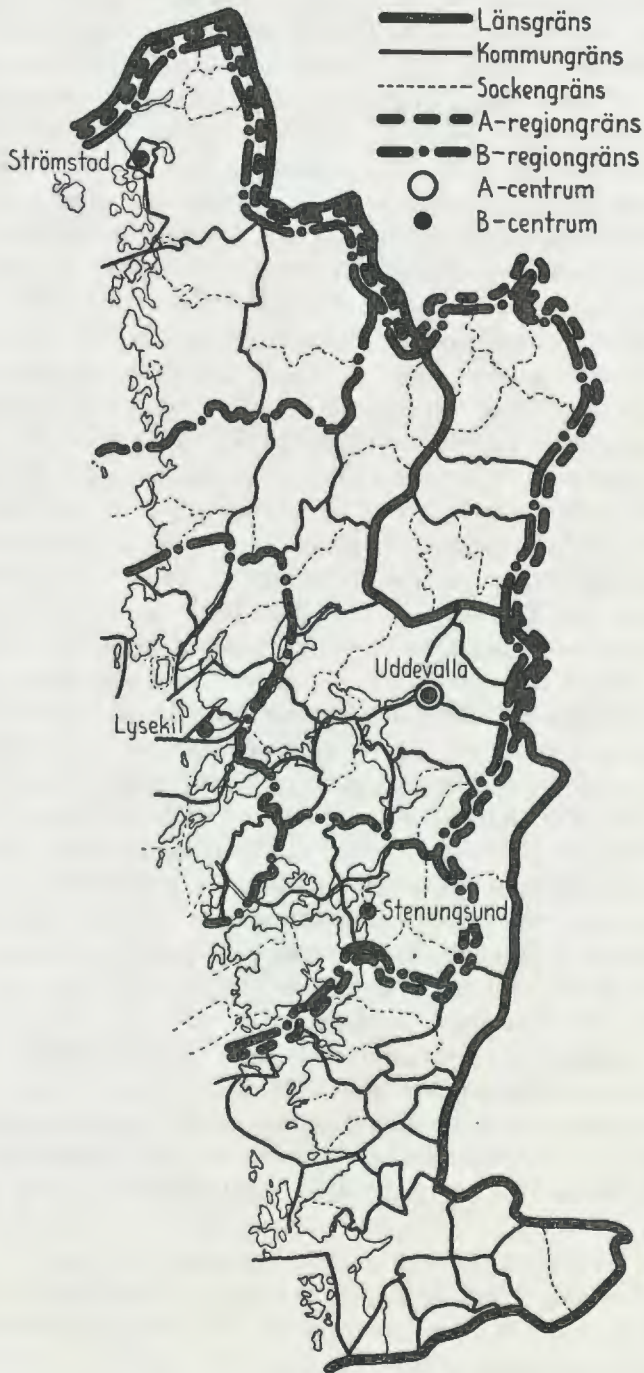 Länsgräns
Kommungräns
Sockengräns
A-regiongräns
B-regiongräns
A-centrum
B-centrum
Strömstad
Uddevalla
Lysekil
Stenungsund